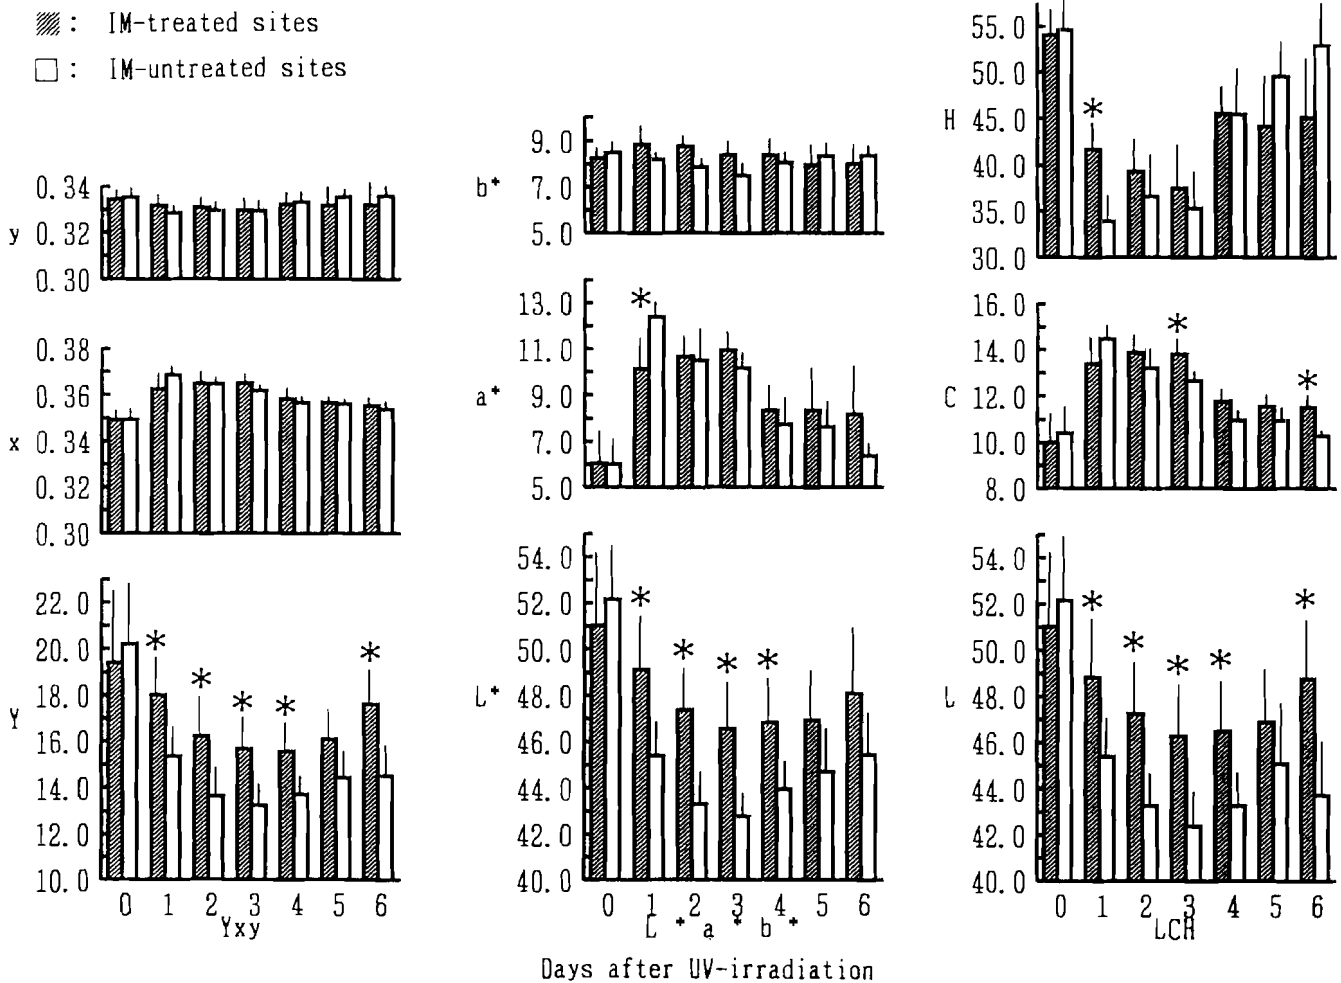 ▨ : IM-treated sites
□ : IM-untreated sites
y
0.34
0.32
0.30
x
0.38
0.36
0.34
0.32
0.30
Y
22.0
20.0
18.0
16.0
14.0
12.0
10.0
* * * * *
0 1 2 3 4 5 6
Yxy
b*
9.0
7.0
5.0
a*
13.0
11.0
9.0
7.0
5.0
*
L*
54.0
52.0
50.0
48.0
46.0
44.0
42.0
40.0
* * * *
0 1 2 3 4 5 6
L* a* b*
H
55.0
50.0
45.0
40.0
35.0
30.0
*
C
16.0
14.0
12.0
10.0
8.0
* *
L
54.0
52.0
50.0
48.0
46.0
44.0
42.0
40.0
* * * * *
0 1 2 3 4 5 6
LCH
Days after UV-irradiation